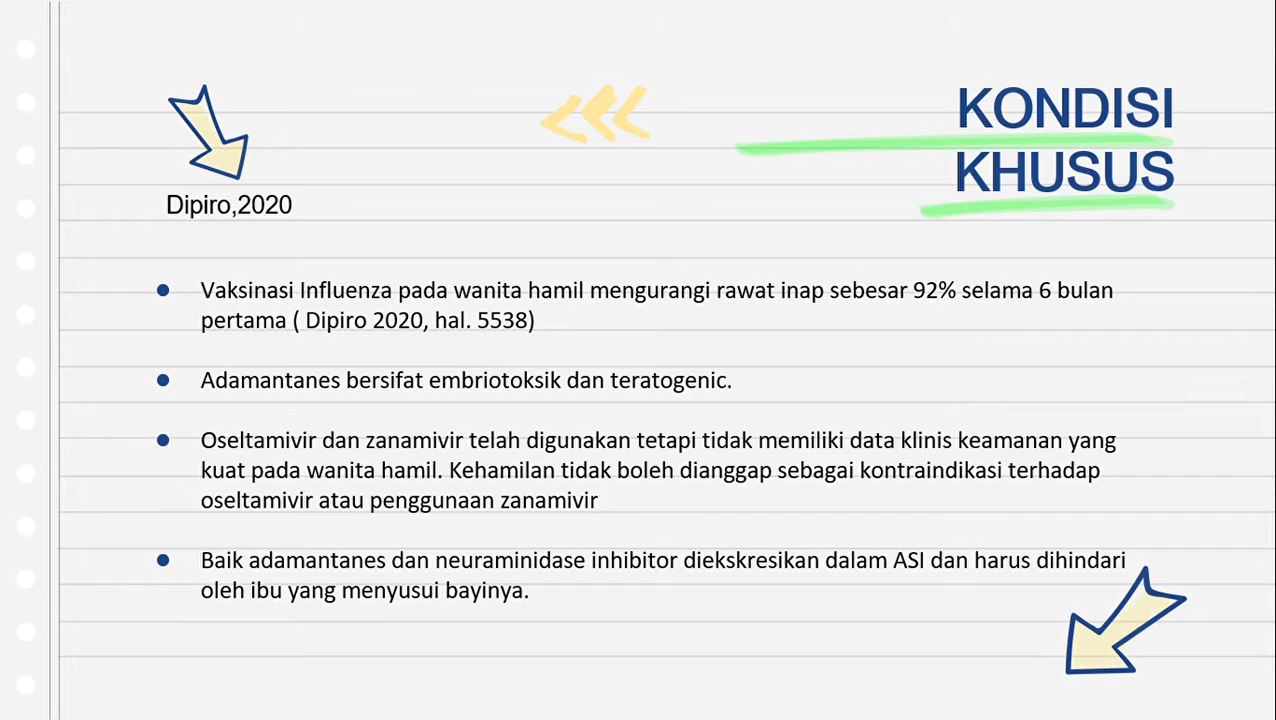 KONDISI
KHUSUS
Dipiro,2020
Vaksinasi Influenza pada wanita hamil mengurangi rawat inap sebesar 92% selama 6 bulan
pertama ( Dipiro 2020, hal. 5538)
Adamantanes bersifat embriotoksik dan teratogenic.
Oseltamivir dan zanamivir telah digunakan tetapi tidak memiliki data klinis keamanan yang
kuat pada wanita hamil. Kehamilan tidak boleh dianggap sebagai kontraindikasi terhadap
oseltamivir atau penggunaan zanamivir
Baik adamantanes dan neuraminidase inhibitor diekskresikan dalam ASI dan harus dihindari
oleh ibu yang menyusui bayinya.